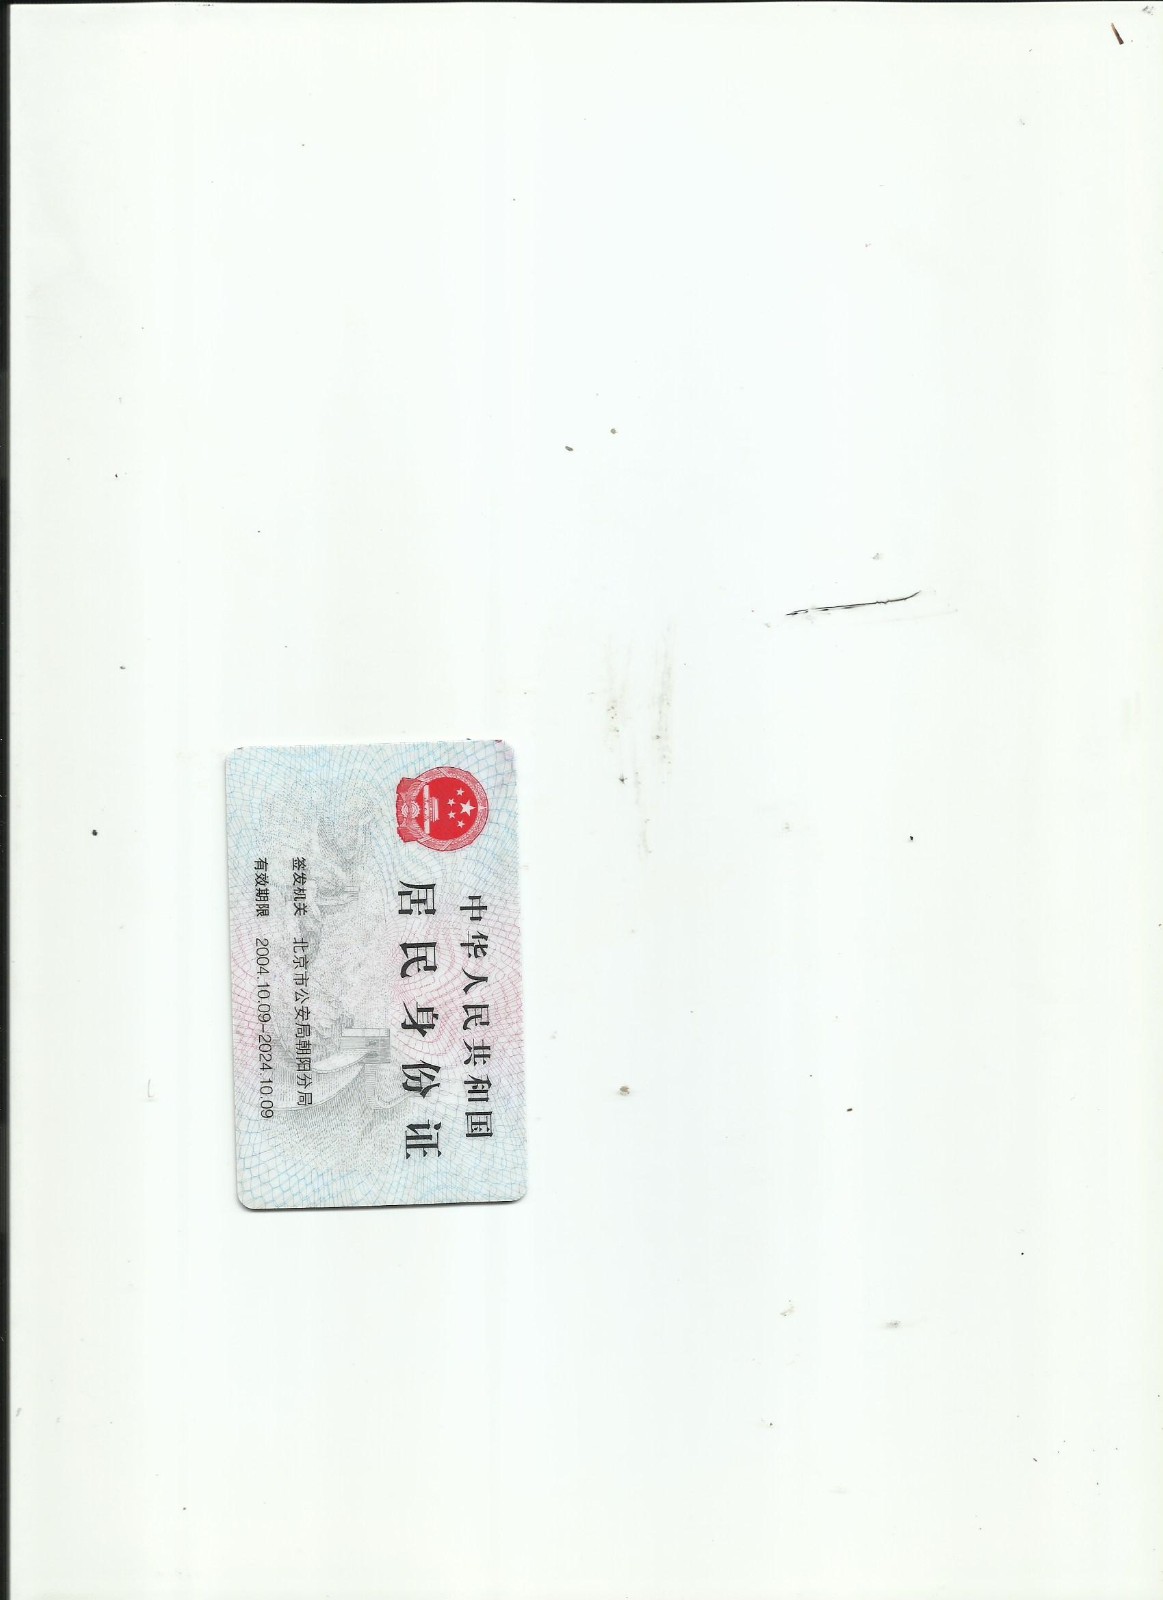 中华人民共和国
居民身份证
签发机关 北京市公安局朝阳分局
有效期限 2004.10.09-2024.10.09